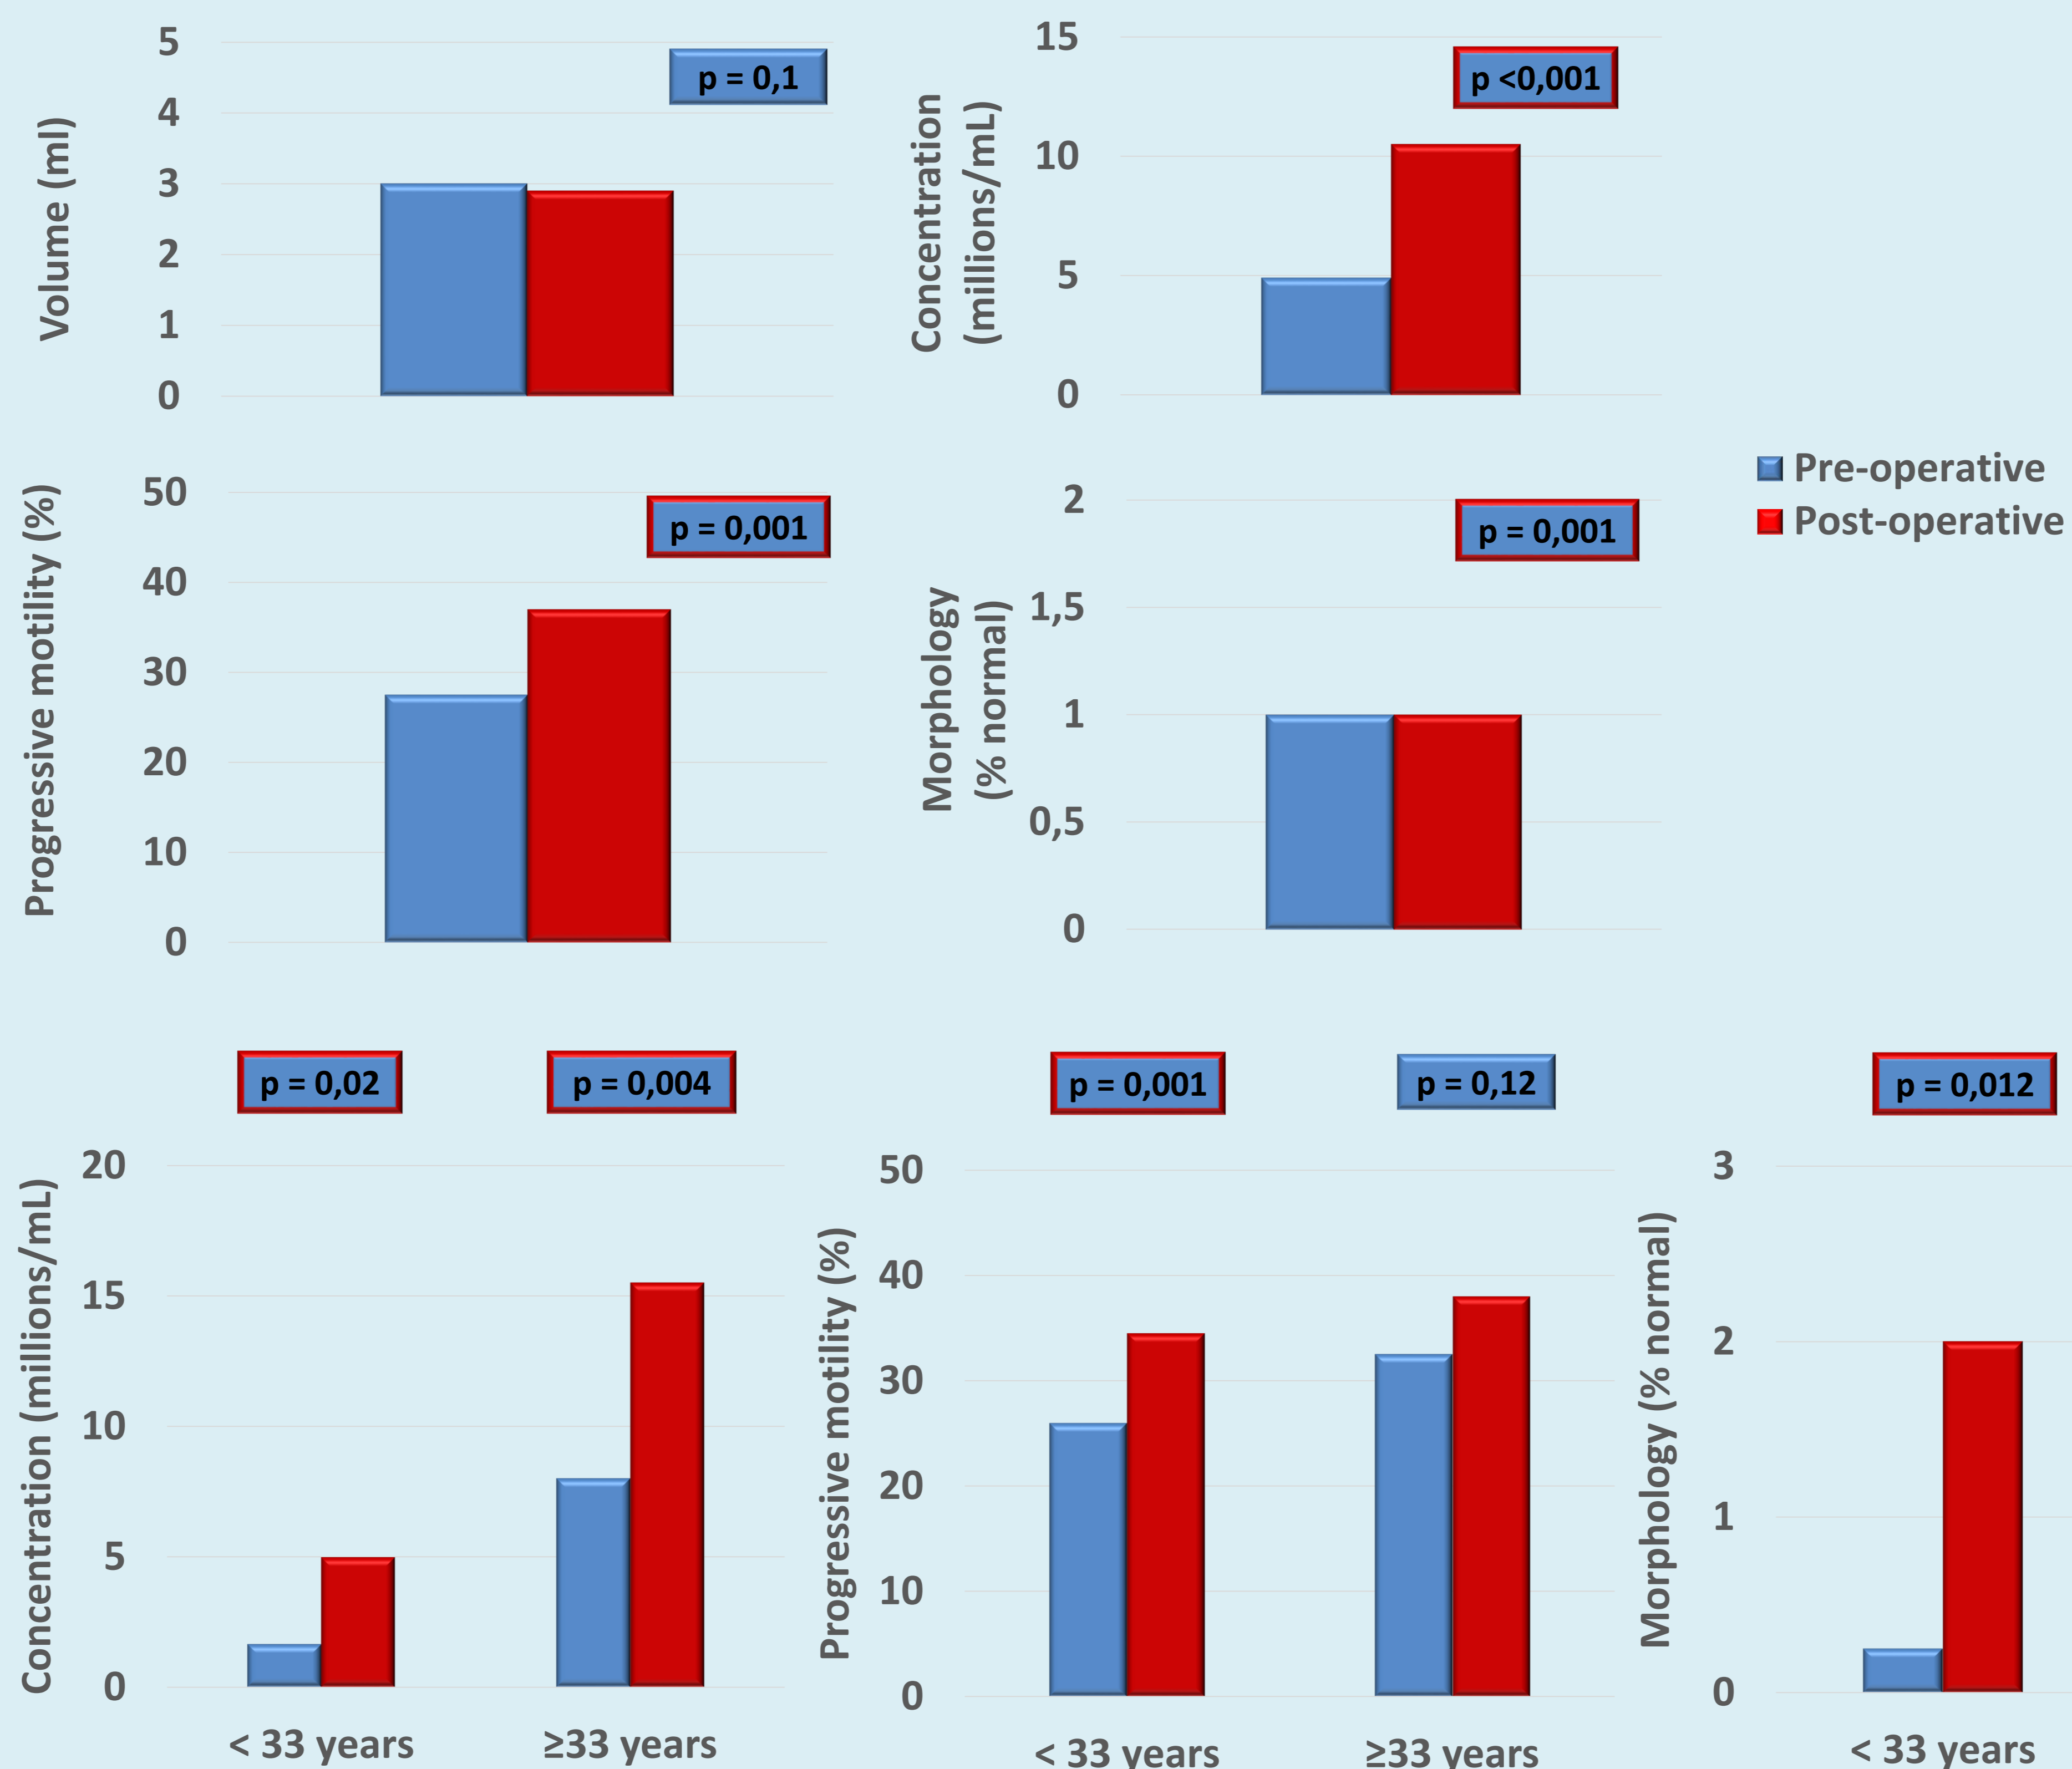 5
4
3
2
1
0
Volume (ml)
p = 0,1
15
10
5
0
Concentration
(millions/mL)
p <0,001
Pre-operative
Post-operative
50
40
30
20
10
0
Progressive motility (%)
p = 0,001
2
1,5
1
0,5
0
Morphology
(% normal)
p = 0,001
p = 0,02
p = 0,004
20
15
10
5
0
Concentration (millions/mL)
< 33 years
≥33 years
p = 0,001
p = 0,12
50
40
30
20
10
0
Progressive motility (%)
< 33 years
≥33 years
p = 0,012
3
2
1
0
Morphology (% normal)
< 33 years